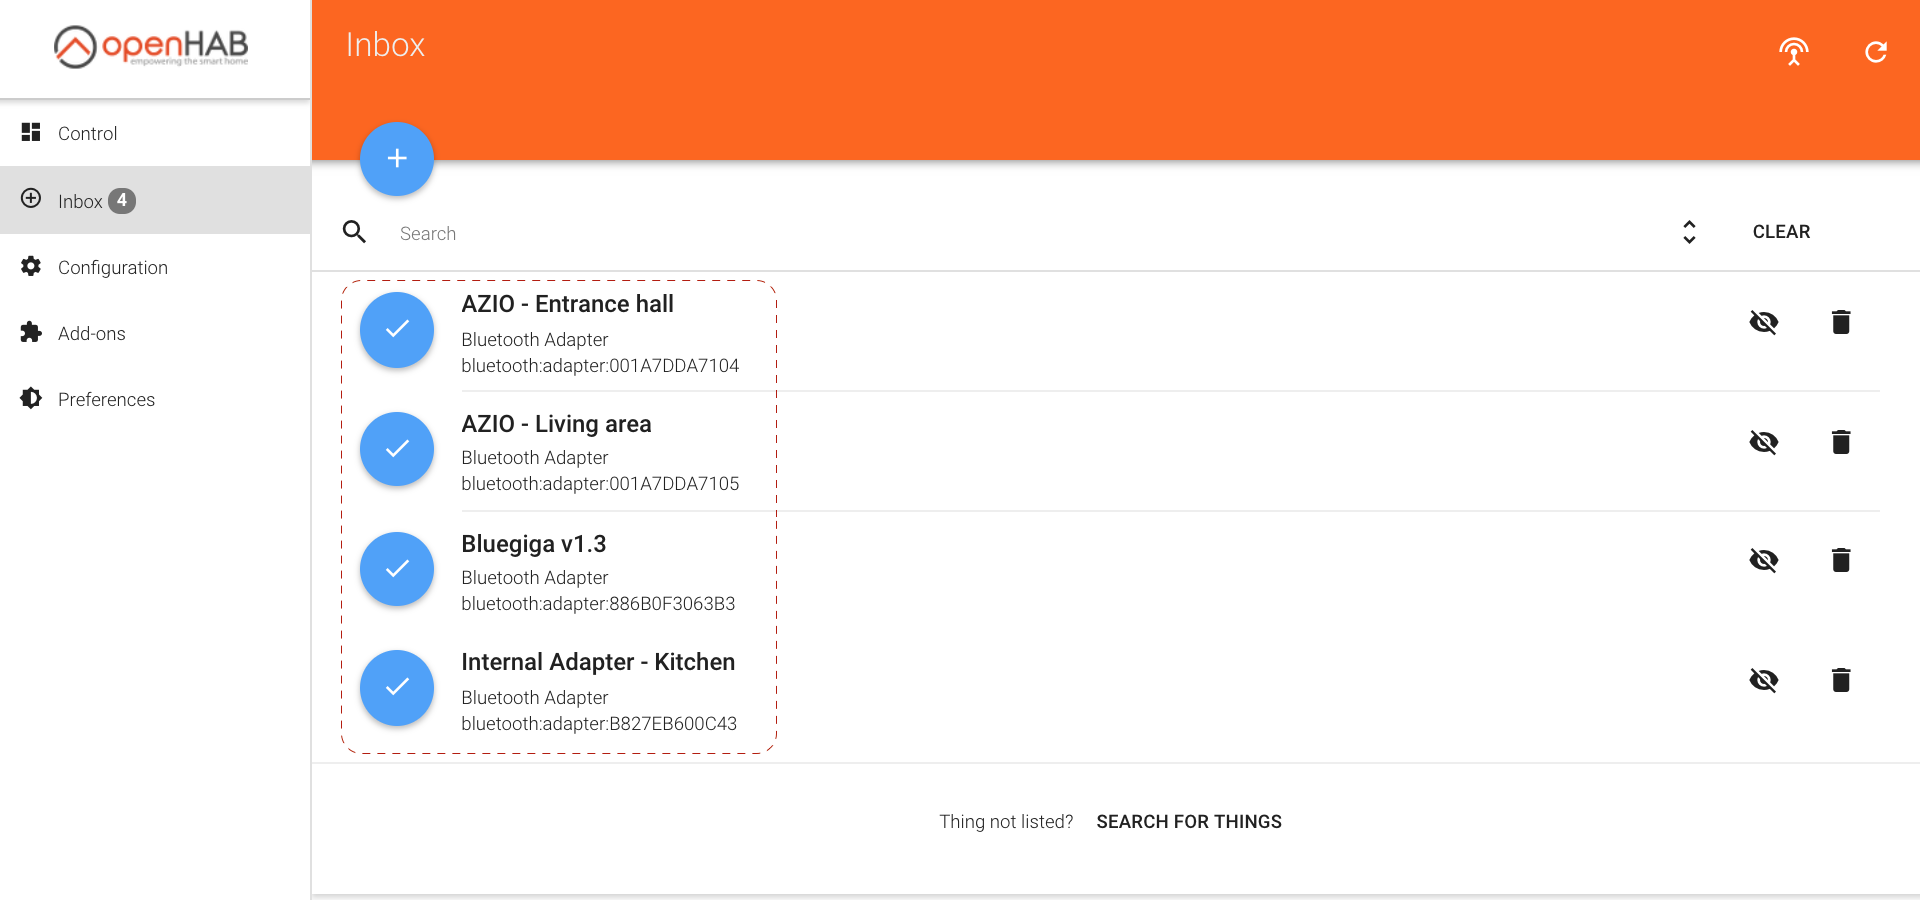 openHAB
empowering the smart home
Inbox
Control
Inbox 4
Configuration
Add-ons
Preferences
Search
CLEAR
AZIO - Entrance hall
Bluetooth Adapter
bluetooth:adapter:001A7DDA7104
AZIO - Living area
Bluetooth Adapter
bluetooth:adapter:001A7DDA7105
Bluegiga v1.3
Bluetooth Adapter
bluetooth:adapter:886B0F3063B3
Internal Adapter - Kitchen
Bluetooth Adapter
bluetooth:adapter:B827EB600C43
Thing not listed? SEARCH FOR THINGS